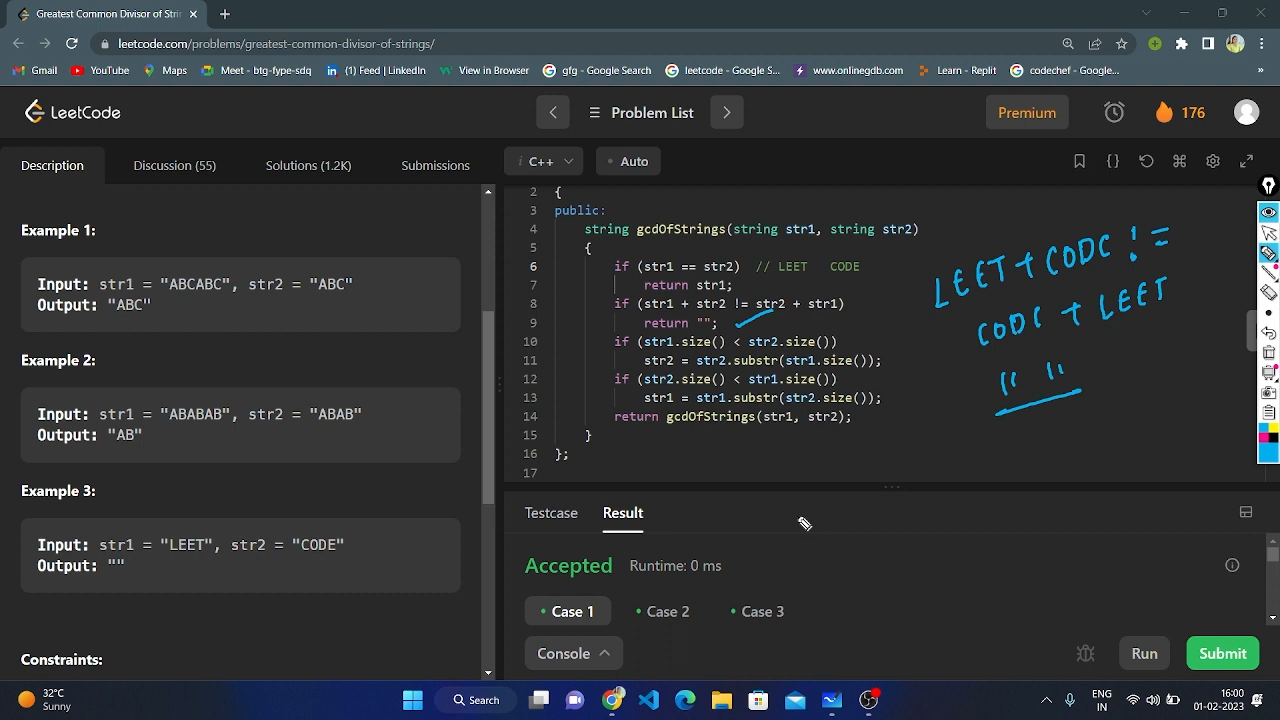 Greatest Common Divisor of Strin
leetcode.com/problems/greatest-common-divisor-of-strings/
Gmail YouTube Maps Meet - btg-fype-sdq (1) Feed | LinkedIn View in Browser gfg - Google Search leetcode - Google S... www.onlinegdb.com Learn - Replit codechef - Google... »
LeetCode
Problem List
Premium 176
Description Discussion (55) Solutions (1.2K) Submissions
i C++ • Auto
Example 1:
Input: str1 = "ABCABC", str2 = "ABC"
Output: "ABC"
Example 2:
Input: str1 = "ABABAB", str2 = "ABAB"
Output: "AB"
Example 3:
Input: str1 = "LEET", str2 = "CODE"
Output: ""
Constraints:
2 {
3 public:
4 string gcdOfStrings(string str1, string str2)
5 {
6 if (str1 == str2) // LEET CODE
7 return str1;
8 if (str1 + str2 != str2 + str1)
9 return "";
10 if (str1.size() < str2.size())
11 str2 = str2.substr(str1.size());
12 if (str2.size() < str1.size())
13 str1 = str1.substr(str2.size());
14 return gcdOfStrings(str1, str2);
15 }
16 };
17
LEET + CODC !=
CODC + LEET
" "
Testcase Result
Accepted Runtime: 0 ms
• Case 1 • Case 2 • Case 3
Console Run Submit
32°C
Sunny
Search
ENG
IN
16:00
01-02-2023